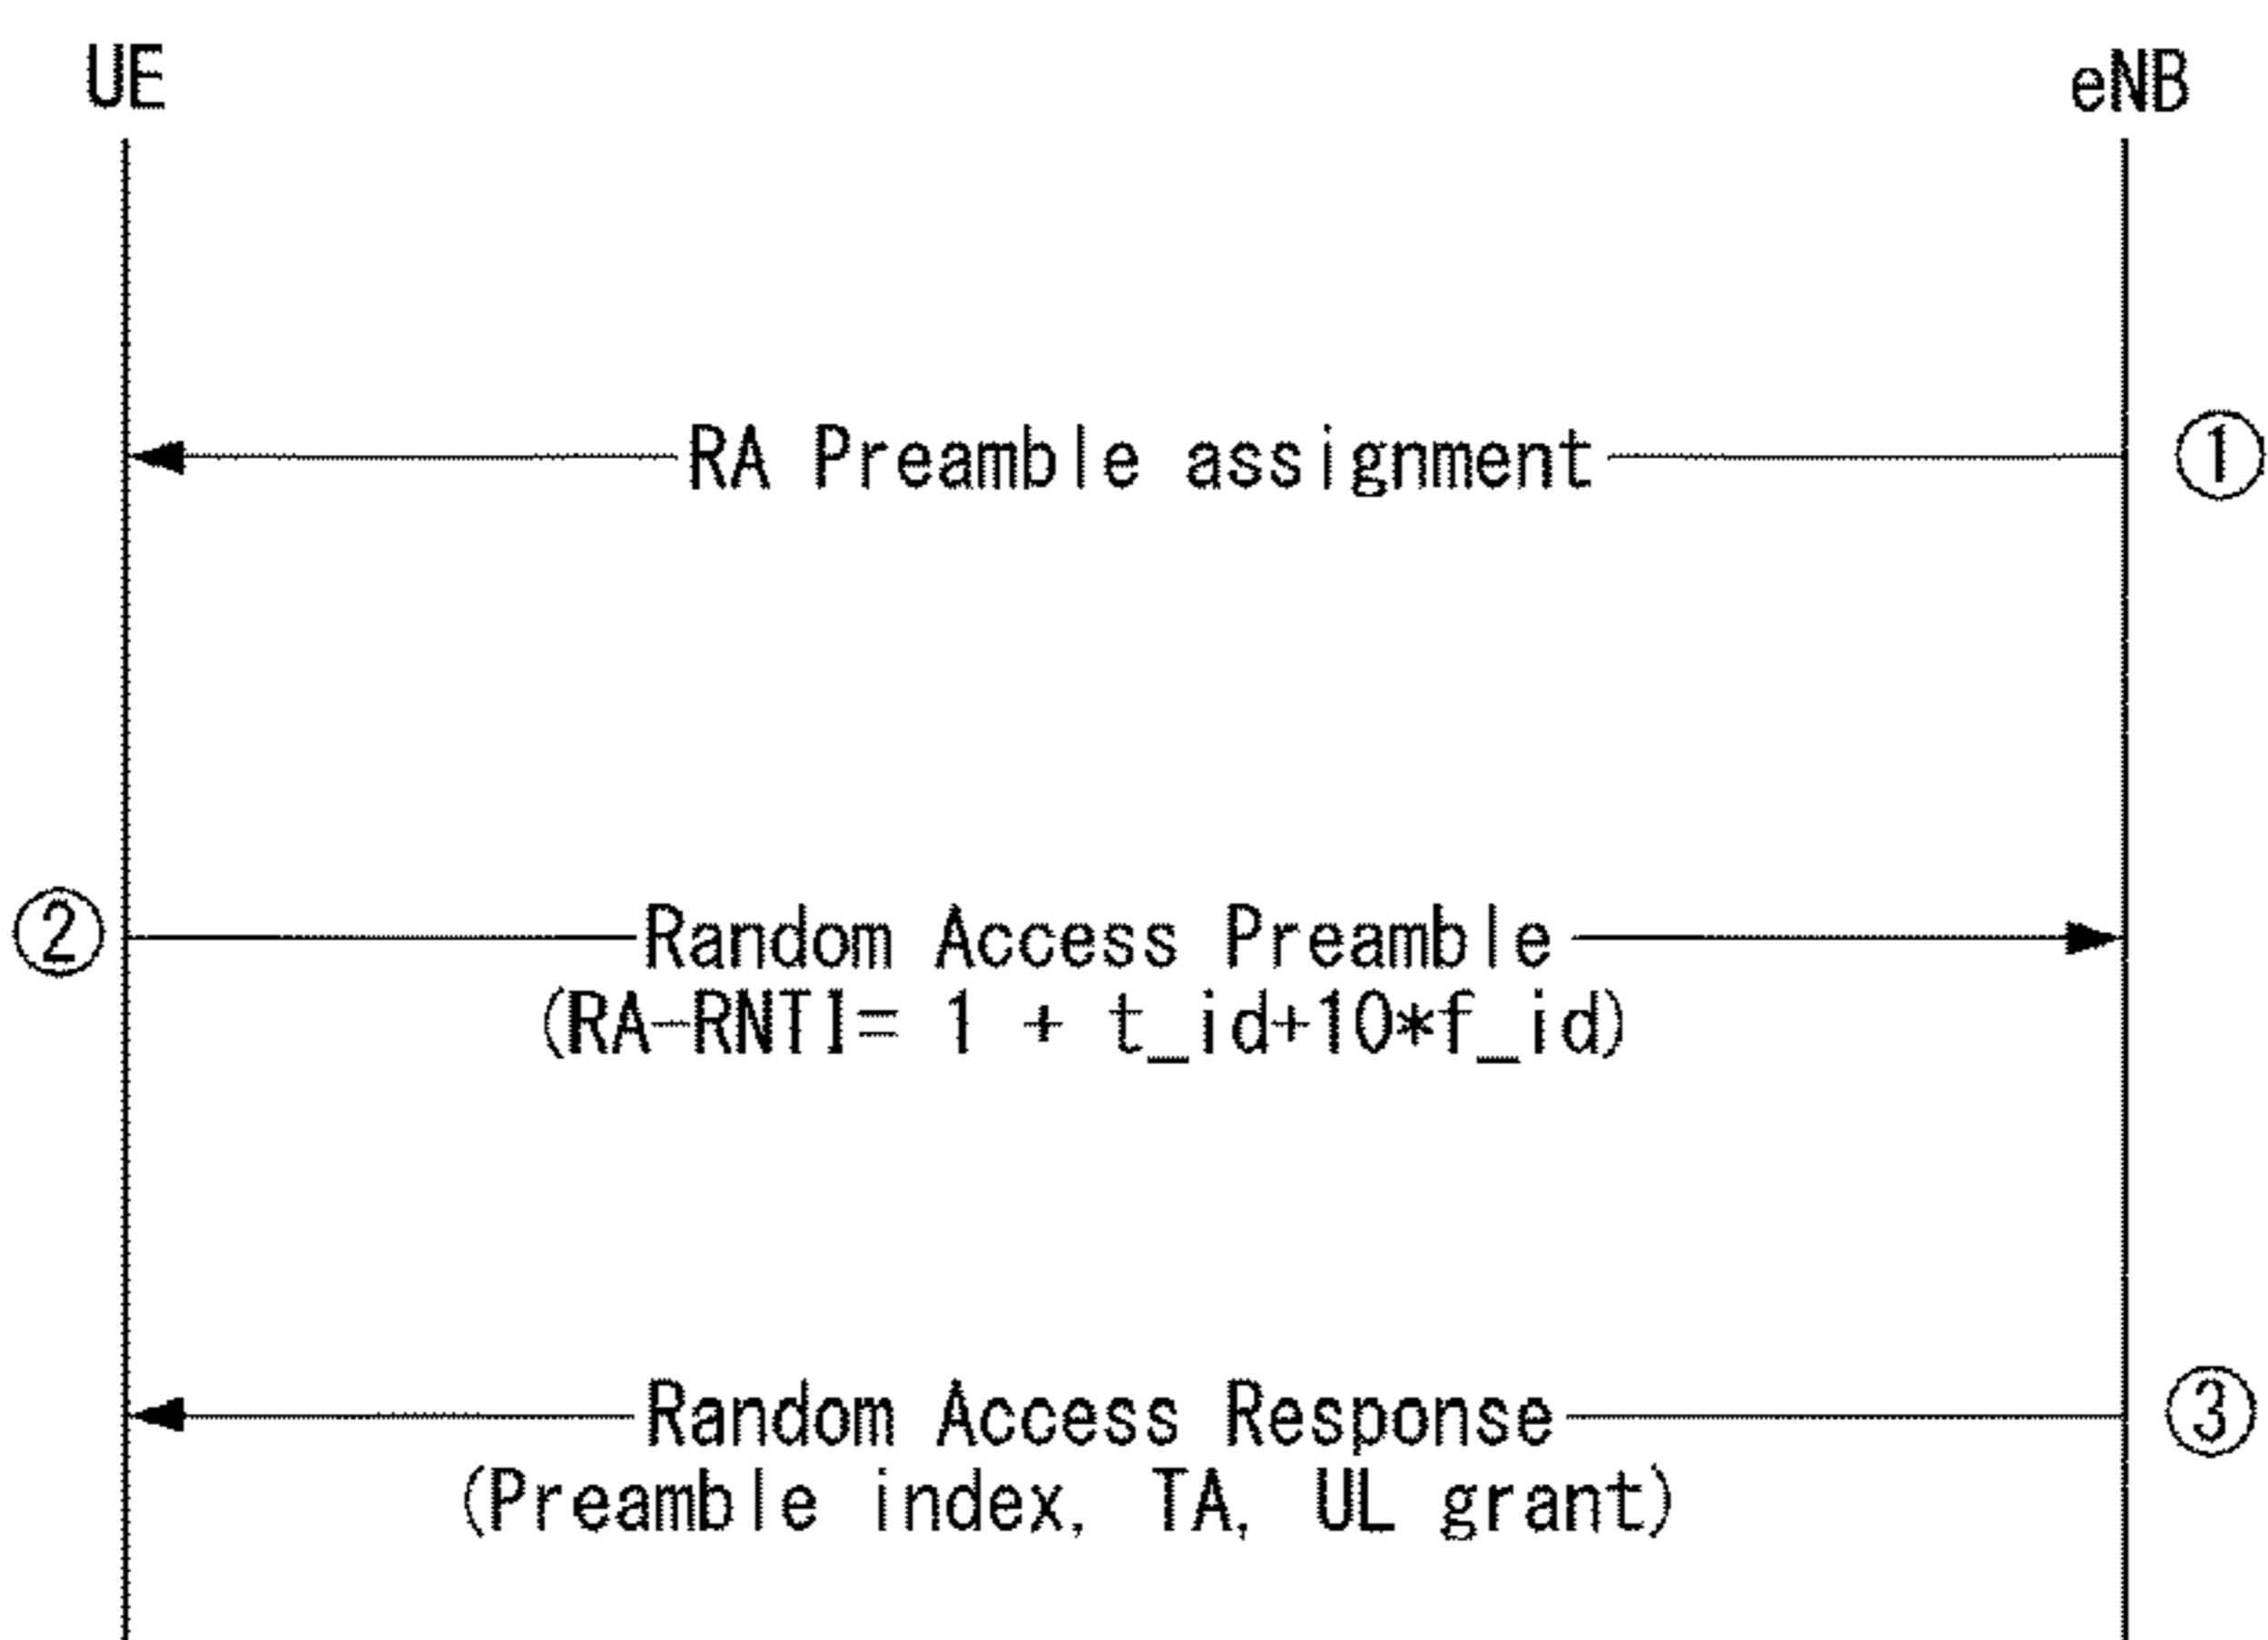 UE
eNB
RA Preamble assignment
①
②
Random Access Preamble
(RA-RNTI= 1 + t_id+10*f_id)
Random Access Response
③
(Preamble index, TA, UL grant)